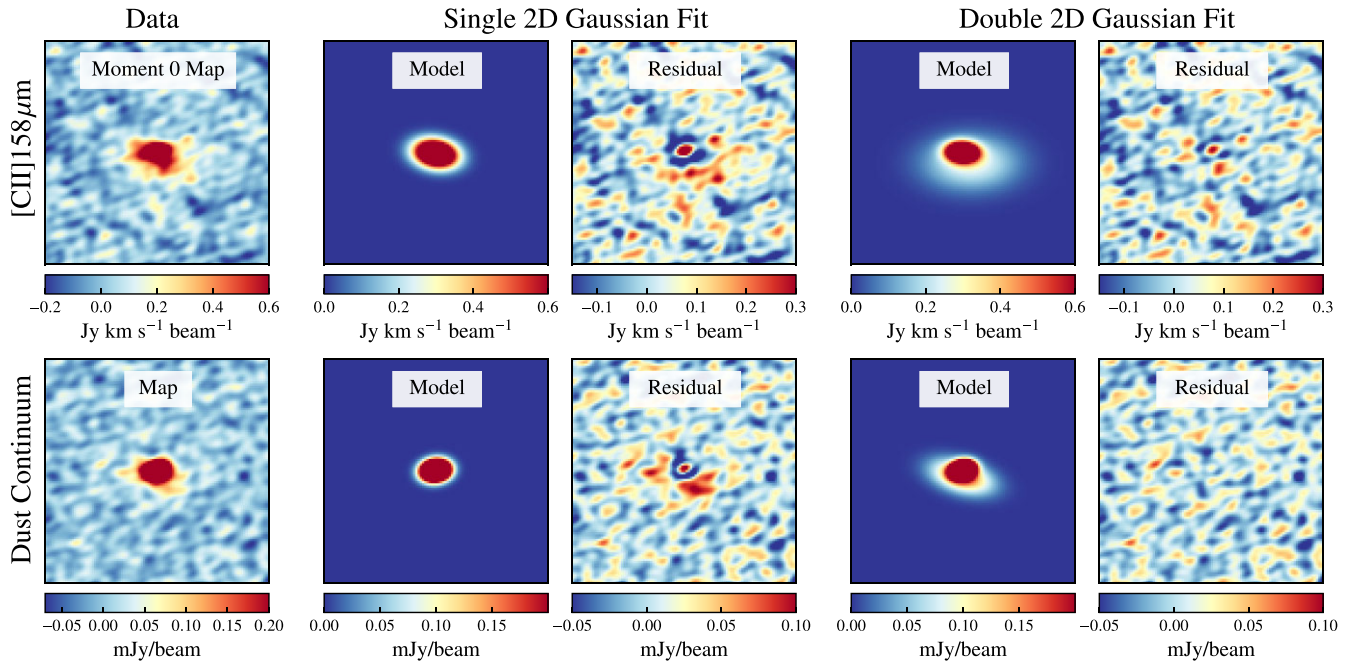 Data
Single 2D Gaussian Fit
Double 2D Gaussian Fit
[CII]158μm
Moment 0 Map
Model
Residual
Model
Residual
−0.2 0.0 0.2 0.4 0.6
0.0 0.2 0.4 0.6
−0.1 0.0 0.1 0.2 0.3
0.0 0.2 0.4 0.6
−0.1 0.0 0.1 0.2 0.3
Jy km s⁻¹ beam⁻¹
Jy km s⁻¹ beam⁻¹
Jy km s⁻¹ beam⁻¹
Jy km s⁻¹ beam⁻¹
Jy km s⁻¹ beam⁻¹
Dust Continuum
Map
Model
Residual
Model
Residual
−0.05 0.00 0.05 0.10 0.15 0.20
0.00 0.05 0.10 0.15
−0.05 0.00 0.05 0.10
0.00 0.05 0.10 0.15
−0.05 0.00 0.05 0.10
mJy/beam
mJy/beam
mJy/beam
mJy/beam
mJy/beam